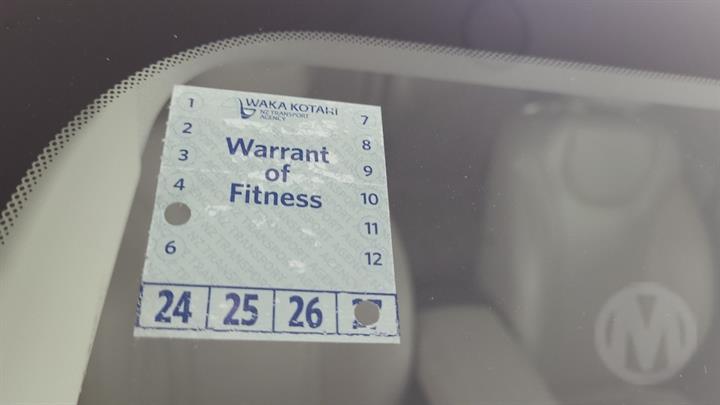 WAKA KOTAHI
NZ TRANSPORT
AGENCY
Warrant
of
Fitness
1
2
3
4
6
7
8
9
10
11
12
24 25 26 27
M